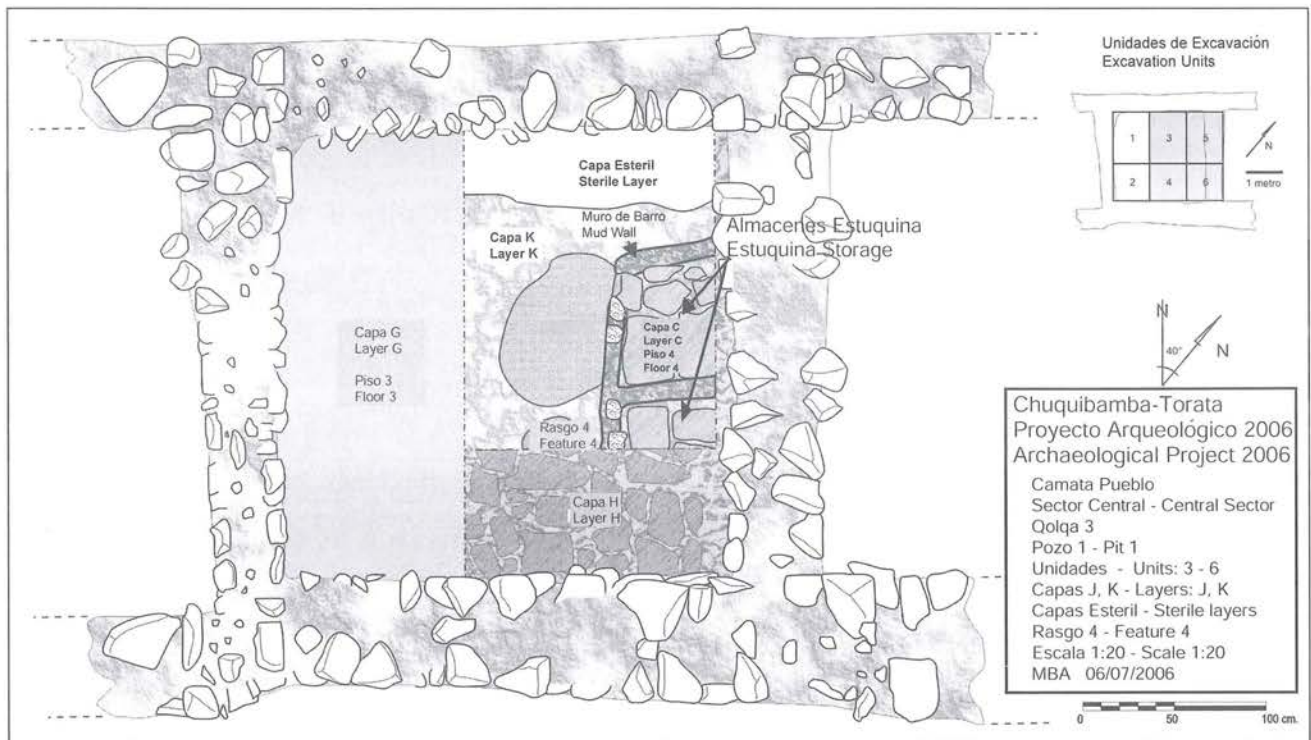 Unidades de Excavación
Excavation Units
1
3
5
2
4
6
N
1 metro
Capa Esteril
Sterile Layer
Muro de Barro
Mud Wall
Capa K
Layer K
Almacenes Estuquina
Estuquina Storage
Capa G
Layer G
Piso 3
Floor 3
Capa C
Layer C
Piso 4
Floor 4
Rasgo 4
Feature 4
Capa H
Layer H
N
40°
N
Chuquibamba-Torata
Proyecto Arqueológico 2006
Archaeological Project 2006
Camata Pueblo
Sector Central - Central Sector
Qolqa 3
Pozo 1 - Pit 1
Unidades - Units: 3 - 6
Capas J, K - Layers: J, K
Capas Esteril - Sterile layers
Rasgo 4 - Feature 4
Escala 1:20 - Scale 1:20
MBA 06/07/2006
0 50 100 cm.